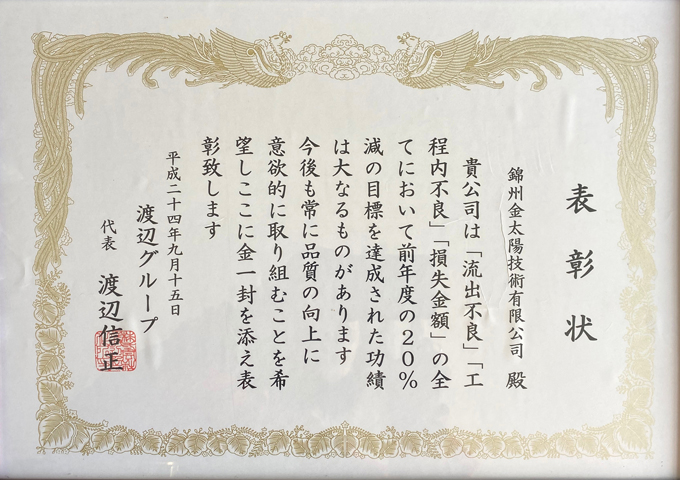 表彰状
錦州金太陽技術有限公司 殿
貴公司は「流出不良」「工
程内不良」「損失金額」の全
てにおいて前年度の20%
減の目標を達成された功績
は大なるものがあります
今後も常に品質の向上に
意欲的に取り組むことを希
望しここに金一封を添え表
彰致します
平成二十四年九月十五日
渡辺グループ
代表 渡辺信正